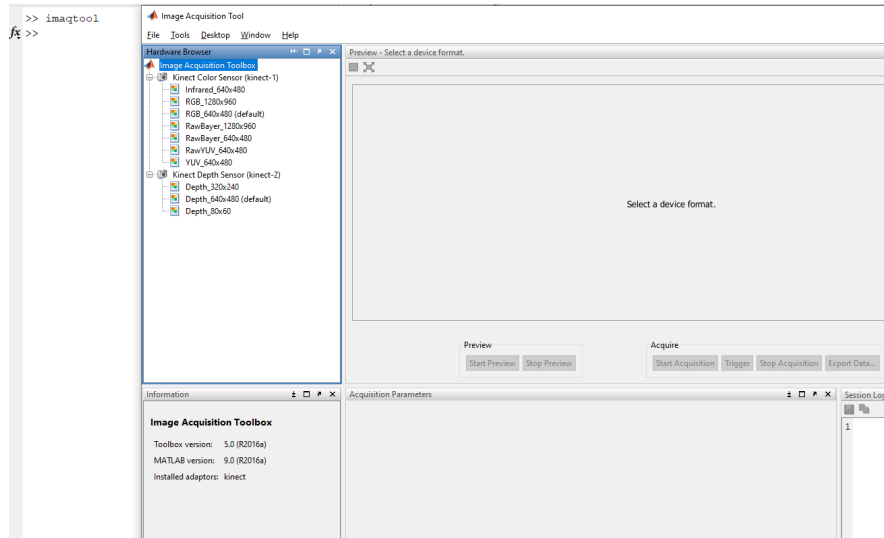 >> imaqtool
fx >>
Image Acquisition Tool
File Tools Desktop Window Help
Hardware Browser
Image Acquisition Toolbox
Kinect Color Sensor (kinect-1)
Infrared_640x480
RGB_1280x960
RGB_640x480 (default)
RawBayer_1280x960
RawBayer_640x480
RawYUV_640x480
YUV_640x480
Kinect Depth Sensor (kinect-2)
Depth_320x240
Depth_640x480 (default)
Depth_80x60
Preview - Select a device format.
Select a device format.
Preview
Start Preview Stop Preview
Acquire
Start Acquisition Trigger Stop Acquisition Export Data...
Information
Image Acquisition Toolbox
Toolbox version: 5.0 (R2016a)
MATLAB version: 9.0 (R2016a)
Installed adaptors: kinect
Acquisition Parameters
Session Log
1